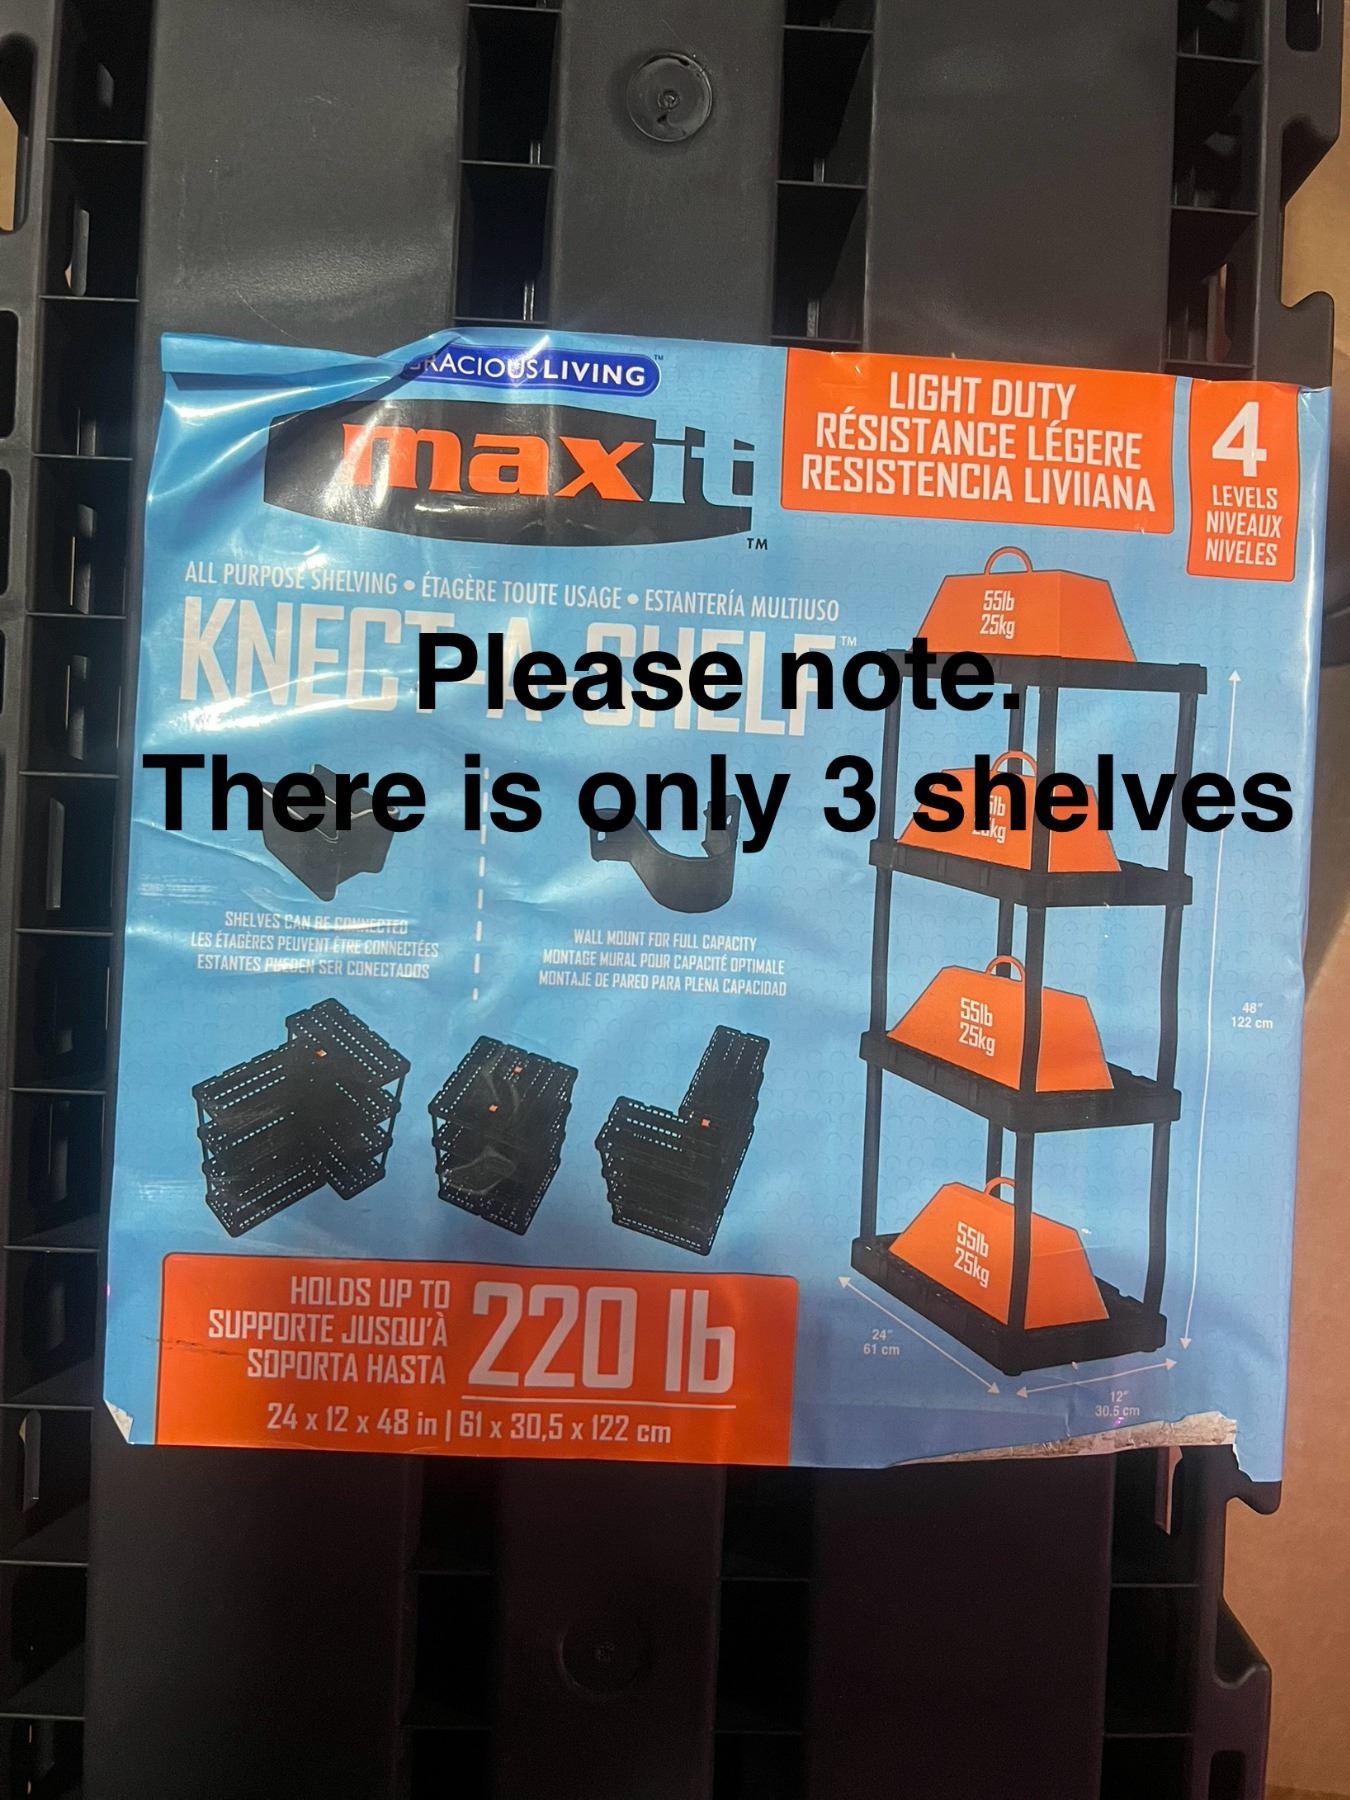 GRACIOUSLIVING™
maxit™
LIGHT DUTY
RÉSISTANCE LÉGERE
RESISTENCIA LIVIIANA
4
LEVELS
NIVEAUX
NIVELES
ALL PURPOSE SHELVING • ÉTAGÈRE TOUTE USAGE • ESTANTERÍA MULTIUSO
KNECT-A-SHELF™
Please note.
There is only 3 shelves
SHELVES CAN BE CONNECTED
LES ÉTAGÈRES PEUVENT ÊTRE CONNECTÉES
ESTANTES PUEDEN SER CONECTADOS
WALL MOUNT FOR FULL CAPACITY
MONTAGE MURAL POUR CAPACITÉ OPTIMALE
MONTAJE DE PARED PARA PLENA CAPACIDAD
55lb
25kg
55lb
25kg
55lb
25kg
48"
122 cm
24"
61 cm
12"
30.5 cm
HOLDS UP TO
SUPPORTE JUSQU'À
SOPORTA HASTA
220 lb
24 x 12 x 48 in | 61 x 30,5 x 122 cm